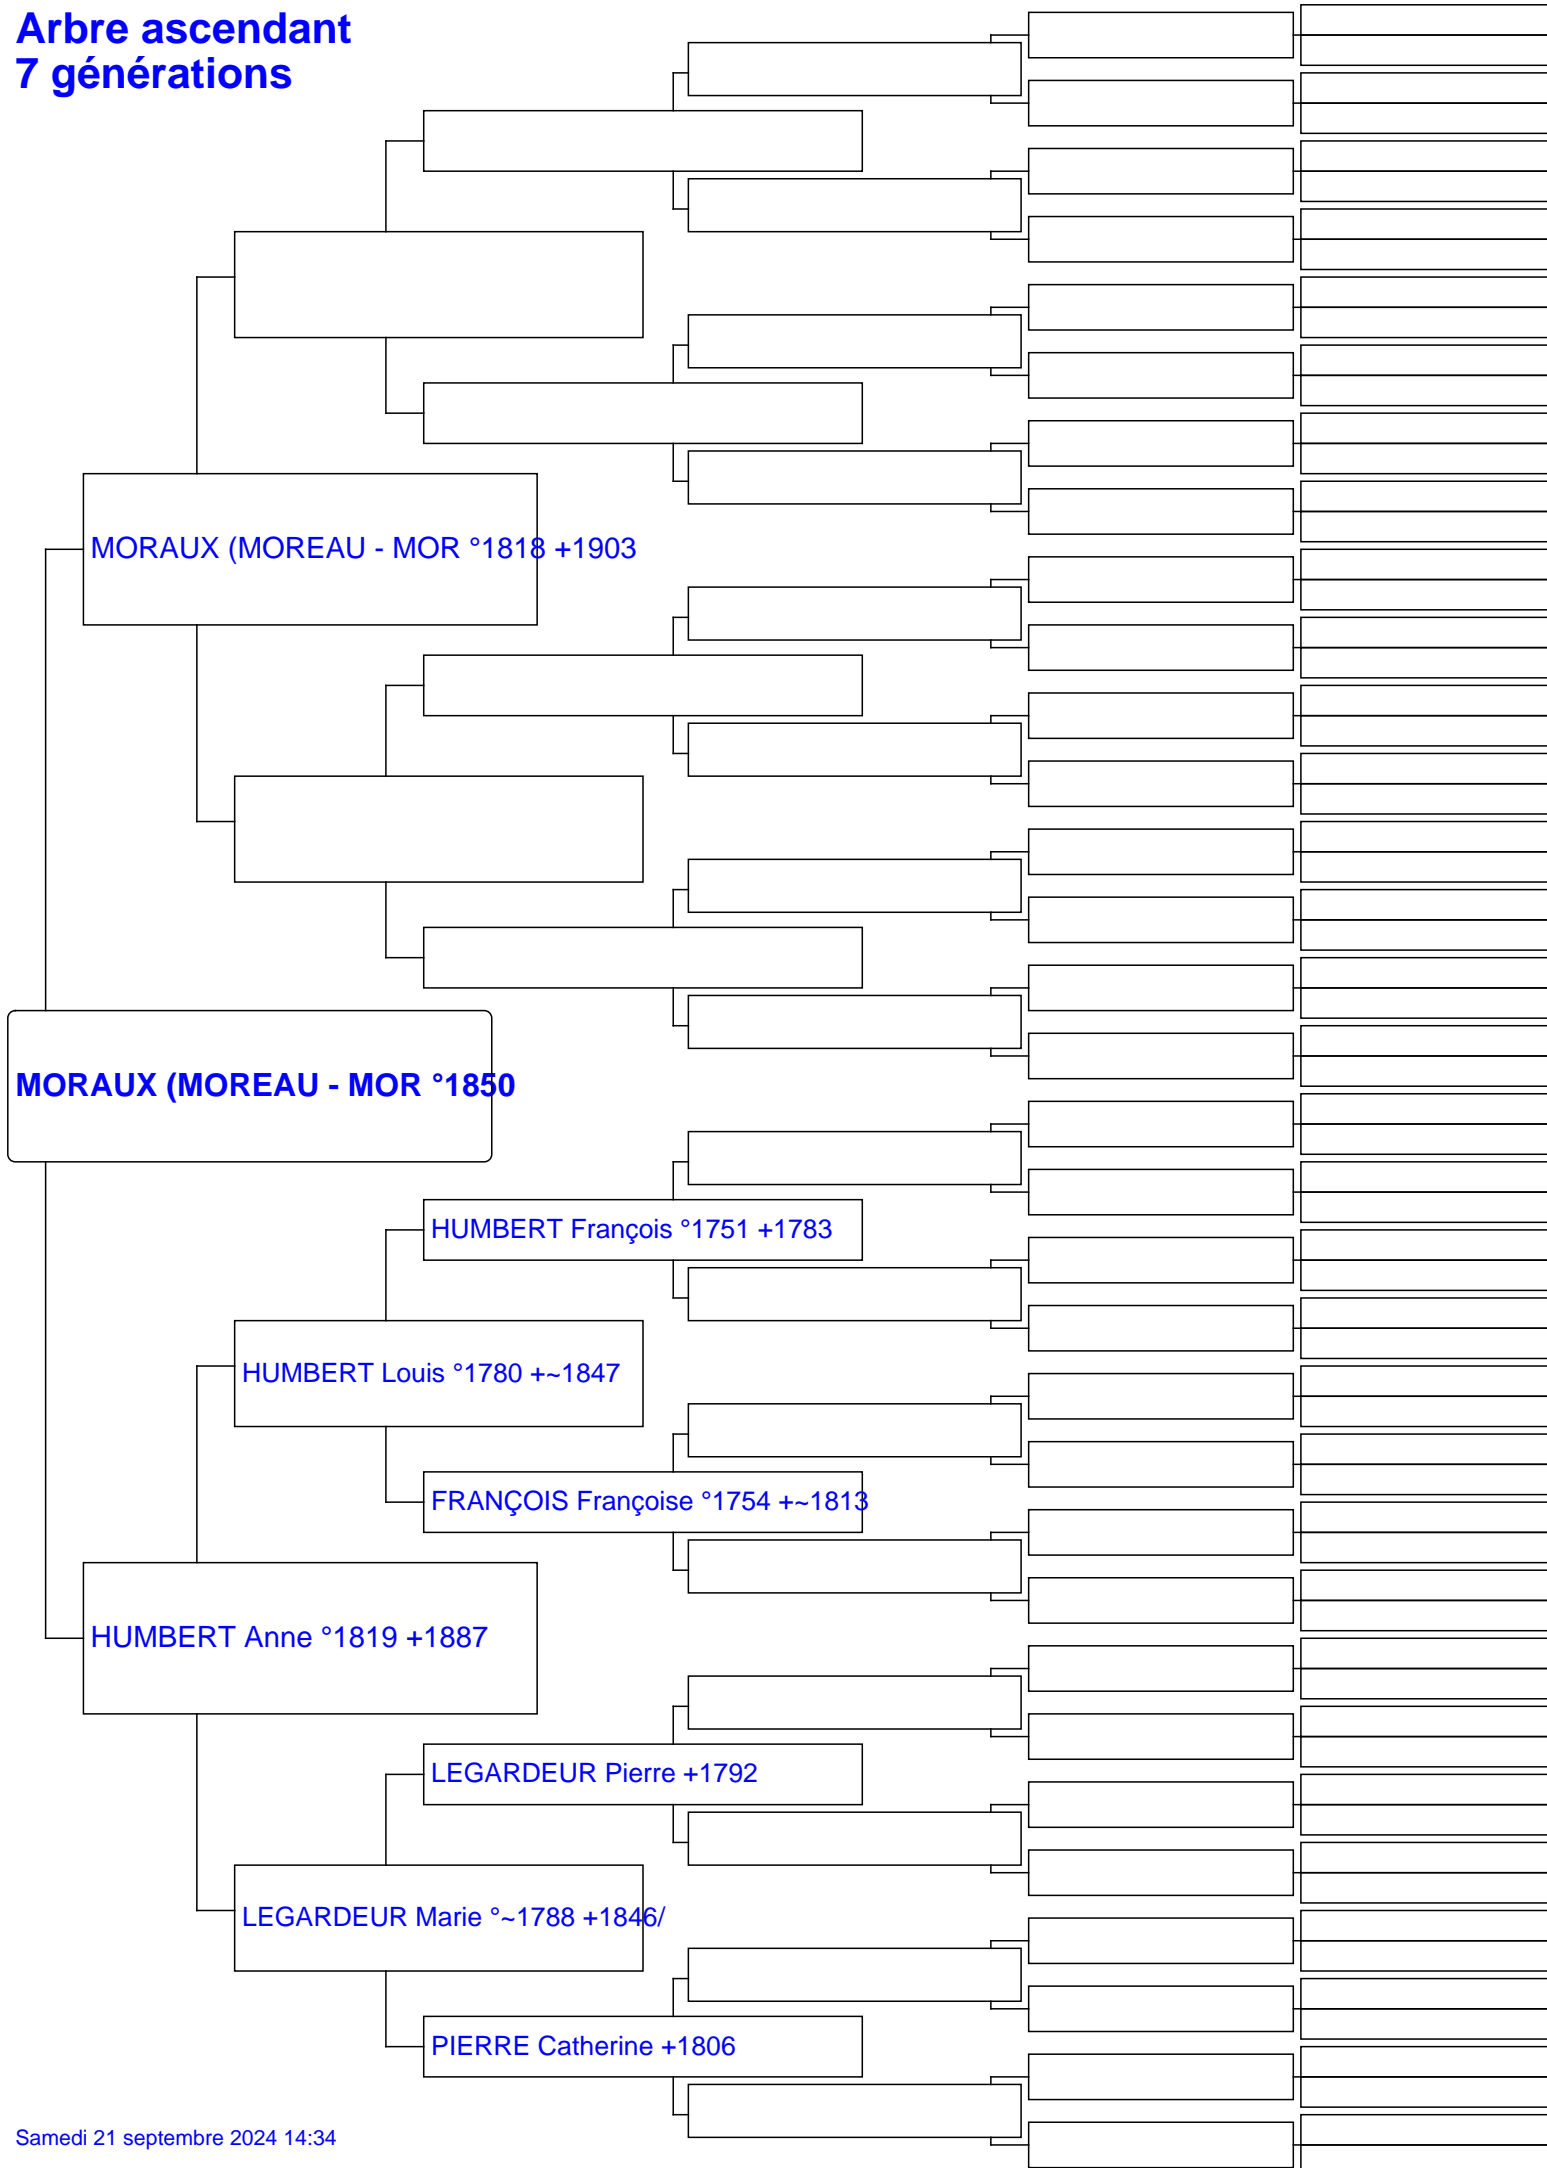 Arbre ascendant
7 générations
MORAUX (MOREAU - MOR °1818 +1903
MORAUX (MOREAU - MOR °1850
HUMBERT François °1751 +1783
HUMBERT Louis °1780 +~1847
FRANÇOIS Françoise °1754 +~1813
HUMBERT Anne °1819 +1887
LEGARDEUR Pierre +1792
LEGARDEUR Marie °~1788 +1846/
PIERRE Catherine +1806
Samedi 21 septembre 2024 14:34